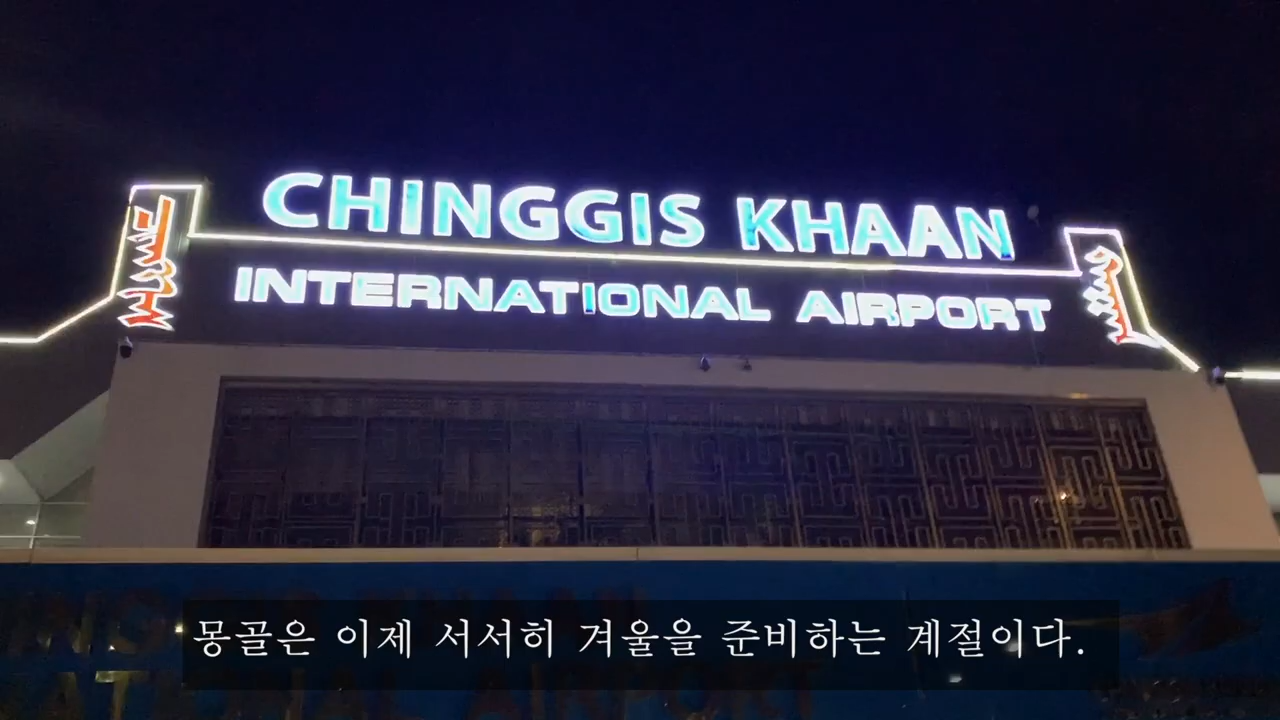 CHINGGIS KHAAN
INTERNATIONAL AIRPORT
몽골은 이제 서서히 겨울을 준비하는 계절이다.